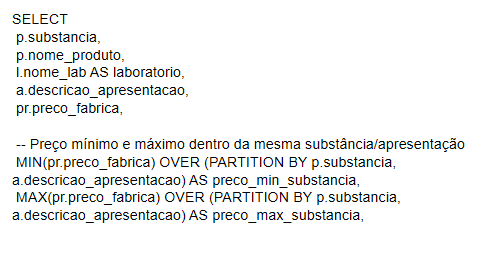 SELECT
p.substancia,
p.nome_produto,
l.nome_lab AS laboratorio,
a.descricao_apresentacao,
pr.preco_fabrica,
-- Preço mínimo e máximo dentro da mesma substância/apresentação
MIN(pr.preco_fabrica) OVER (PARTITION BY p.substancia,
a.descricao_apresentacao) AS preco_min_substancia,
MAX(pr.preco_fabrica) OVER (PARTITION BY p.substancia,
a.descricao_apresentacao) AS preco_max_substancia,